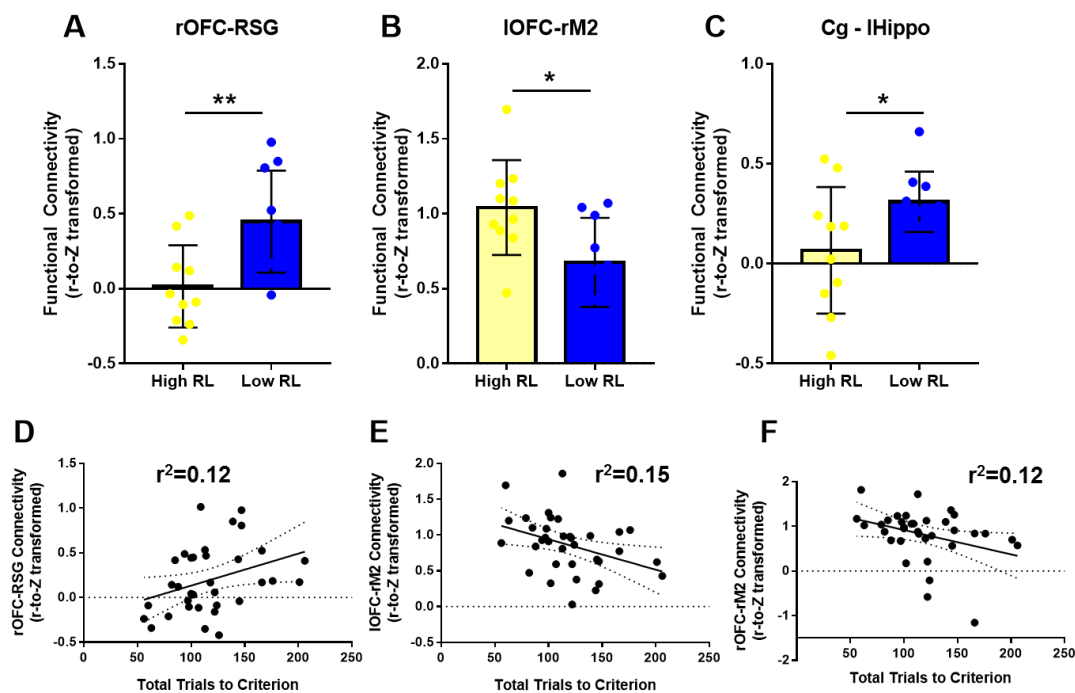 A
rOFC-RSG
Functional Connectivity
(r-to-Z transformed)
1.5
1.0
0.5
0.0
-0.5
**
High RL
Low RL
B
lOFC-rM2
Functional Connectivity
(r-to-Z transformed)
2.0
1.5
1.0
0.5
0.0
*
High RL
Low RL
C
Cg - lHippo
Functional Connectivity
(r-to-Z transformed)
1.0
0.5
0.0
-0.5
*
High RL
Low RL
D
r²=0.12
rOFC-RSG Connectivity
(r-to-Z transformed)
1.5
1.0
0.5
0.0
-0.5
0 50 100 150 200 250
Total Trials to Criterion
E
r²=0.15
lOFC-rM2 Connectivity
(r-to-Z transformed)
2.0
1.5
1.0
0.5
0.0
-0.5
0 50 100 150 200 250
Total Trials to Criterion
F
r²=0.12
rOFC-rM2 Connectivity
(r-to-Z transformed)
2
1
0
-1
-2
50 100 150 200 250
Total Trials to Criterion